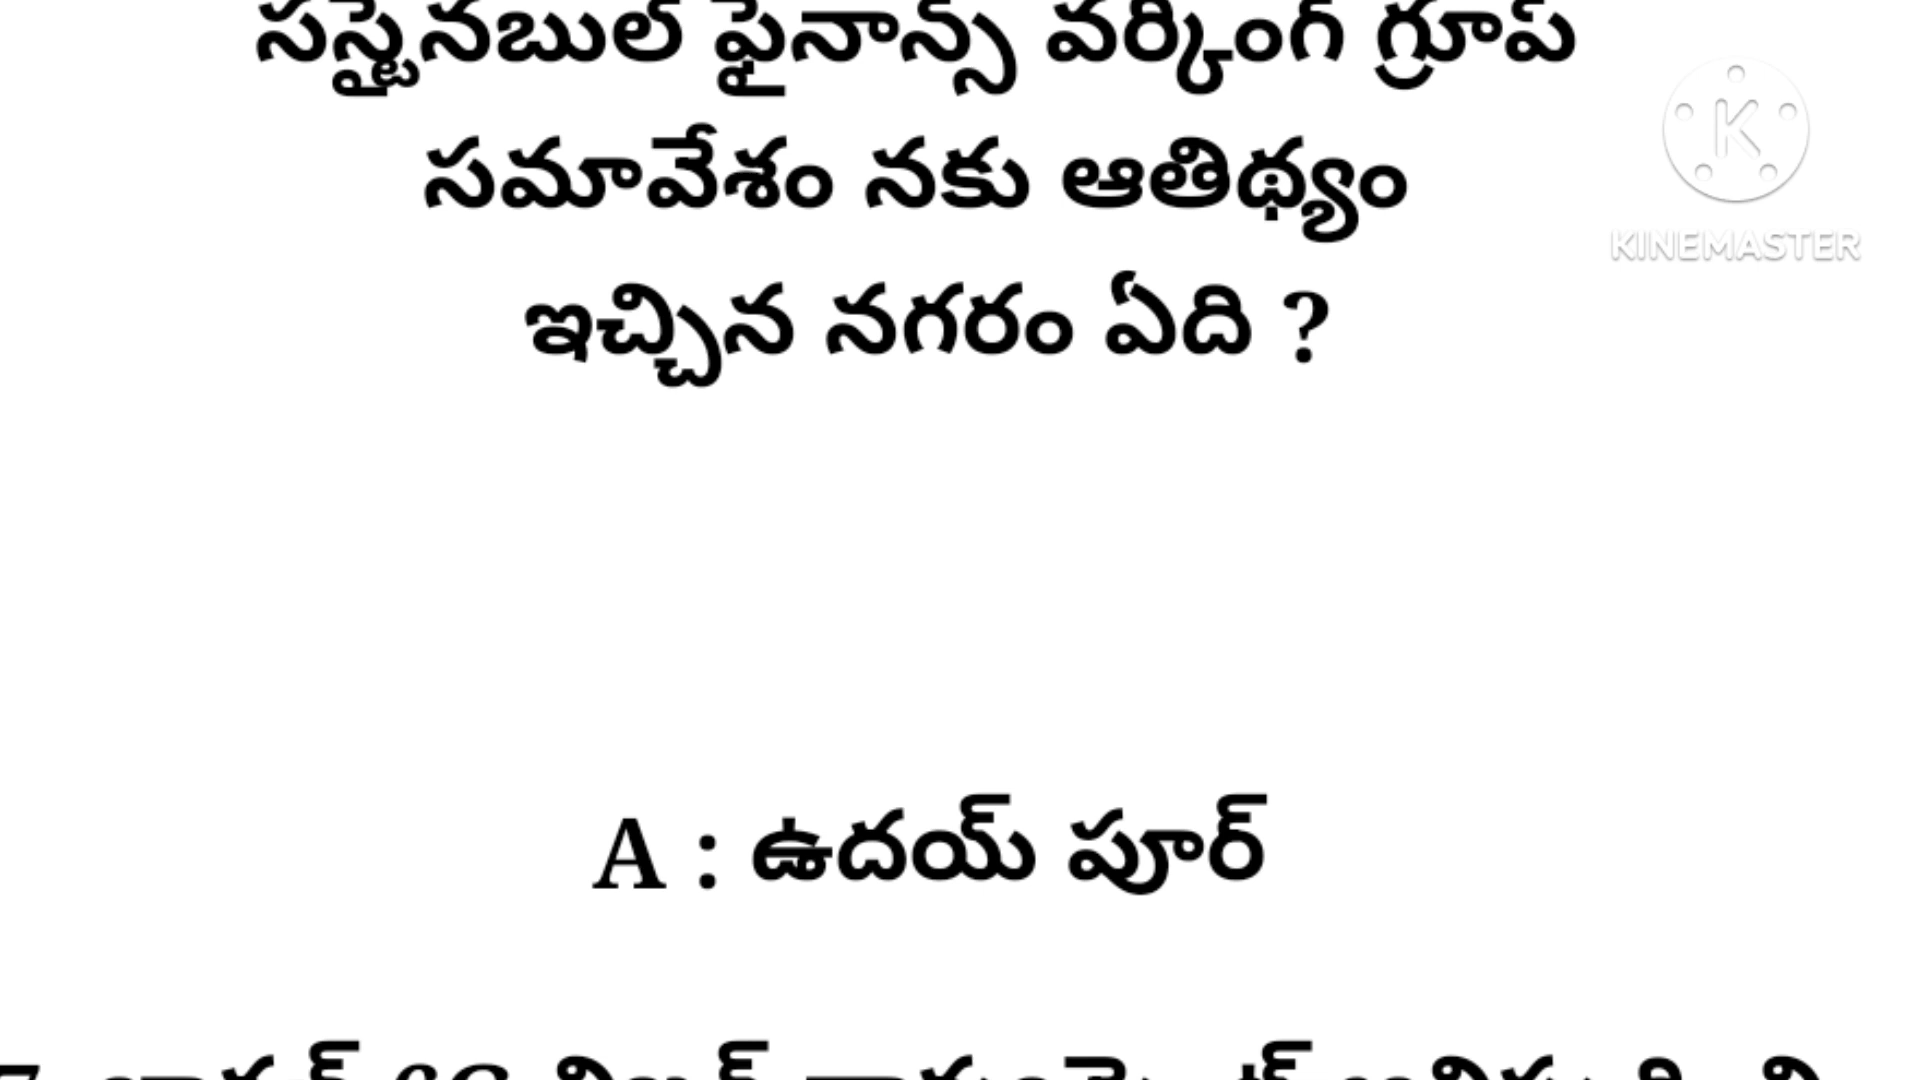 సస్టైనబుల్ ఫైనాన్స్ వర్కింగ్ గ్రూప్
సమావేశం నకు ఆతిథ్యం
ఇచ్చిన నగరం ఏది ?
KINEMASTER
A : ఉదయ్ పూర్